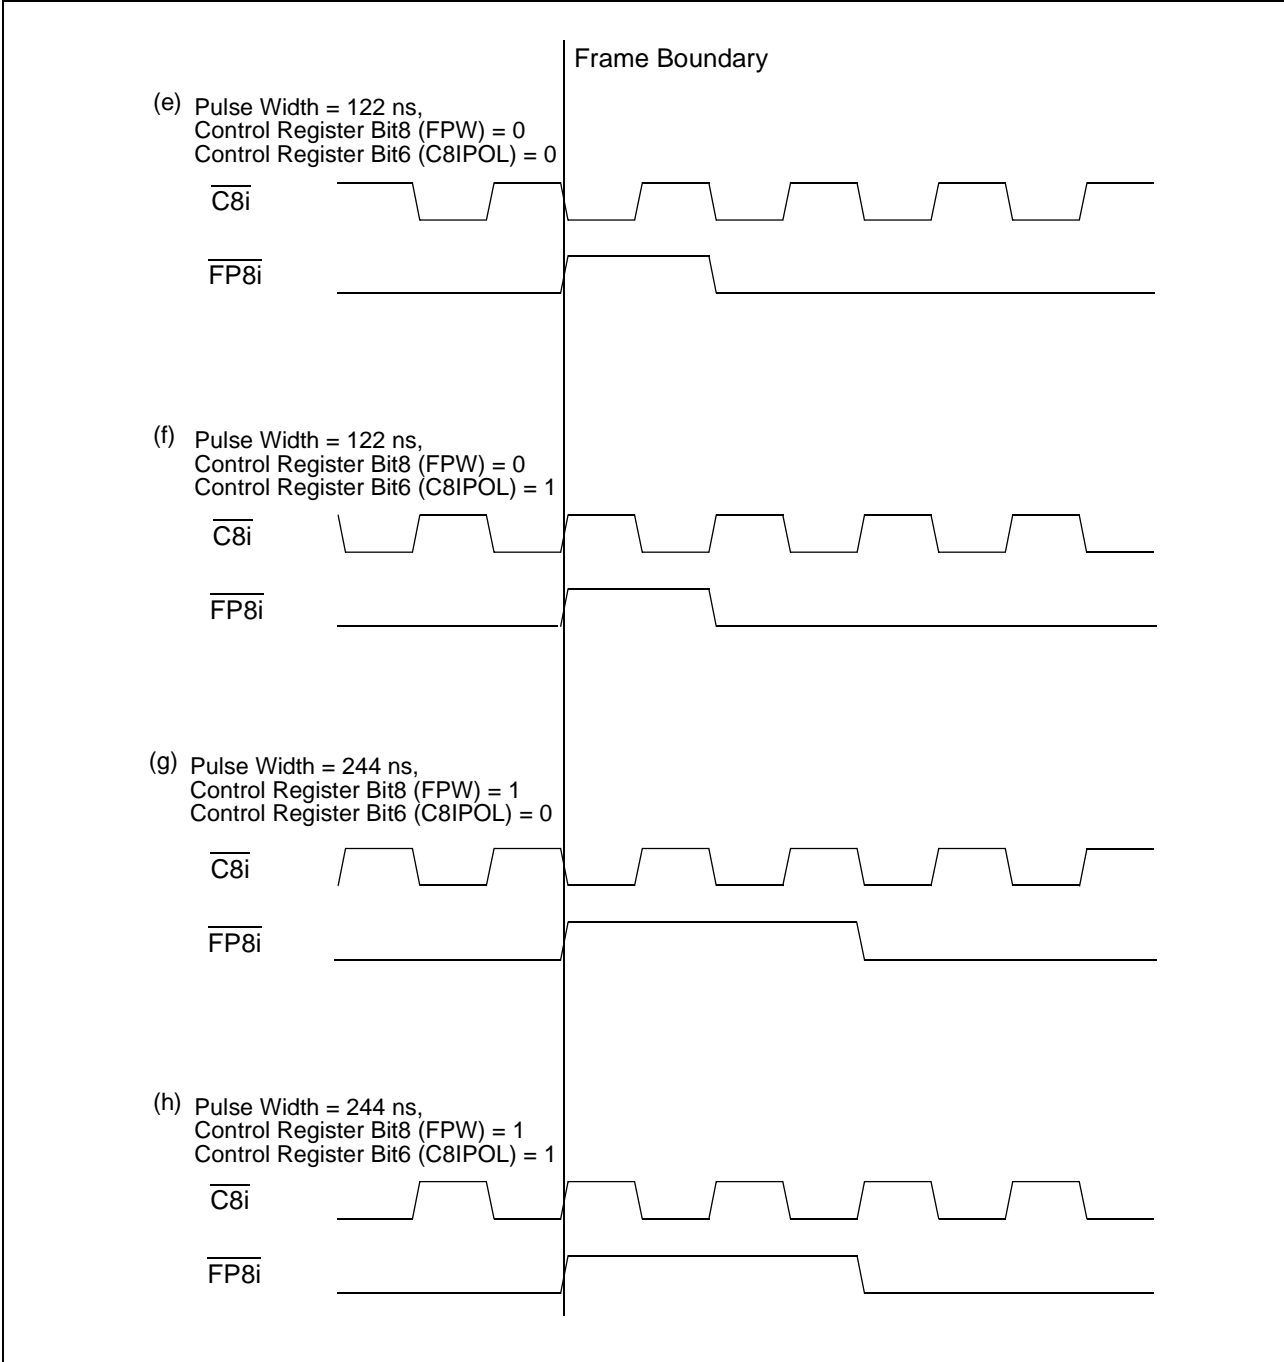 Frame Boundary
(e) Pulse Width = 122 ns,
Control Register Bit8 (FPW) = 0
Control Register Bit6 (C8IPOL) = 0
C8i
FP8i
(f) Pulse Width = 122 ns,
Control Register Bit8 (FPW) = 0
Control Register Bit6 (C8IPOL) = 1
C8i
FP8i
(g) Pulse Width = 244 ns,
Control Register Bit8 (FPW) = 1
Control Register Bit6 (C8IPOL) = 0
C8i
FP8i
(h) Pulse Width = 244 ns,
Control Register Bit8 (FPW) = 1
Control Register Bit6 (C8IPOL) = 1
C8i
FP8i